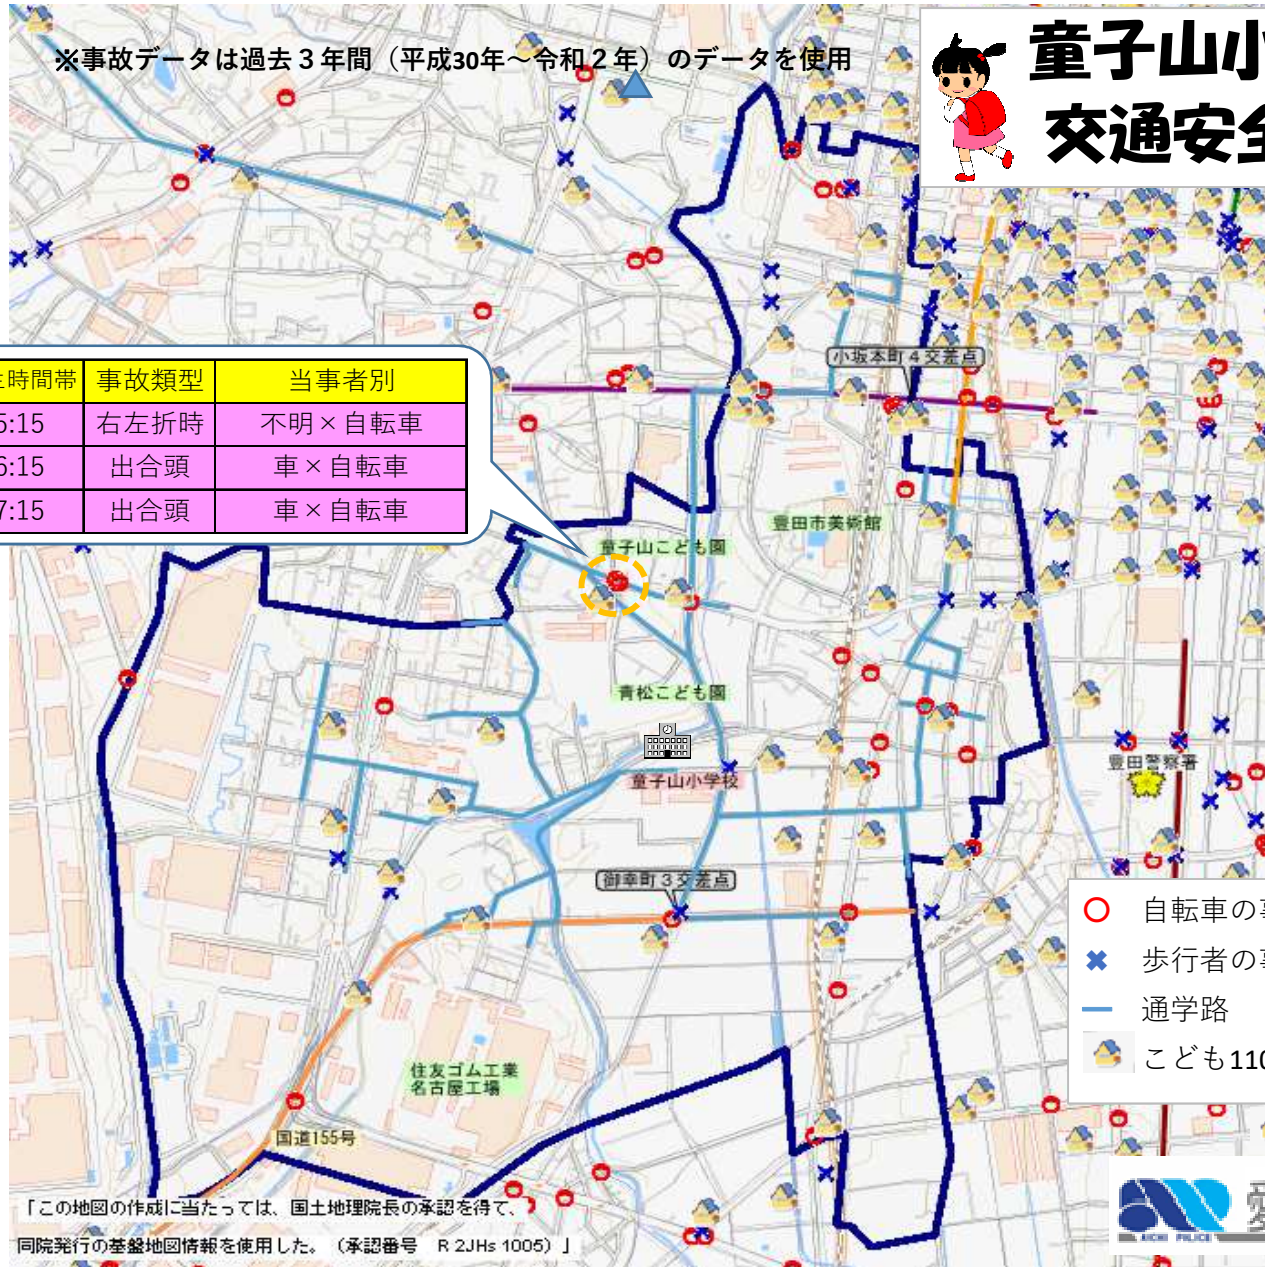 ※事故データは過去３年間（平成30年～令和２年）のデータを使用
童子山小
交通安全
生時間帯 事故類型 当事者別
5:15 右左折時 不明×自転車
6:15 出合頭 車×自転車
7:15 出合頭 車×自転車
小坂本町４交差点
豊田市美術館
童子山こども園
青松こども園
童子山小学校
豊田警察署
御幸町３交差点
自転車の事
歩行者の事
通学路
こども110
住友ゴム工業
名古屋工場
国道155号
「この地図の作成に当たっては、国土地理院長の承認を得て、
同院発行の基盤地図情報を使用した。（承認番号　R 2JHs 1005）」
AICHI POLICE